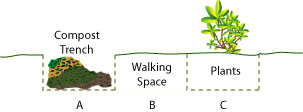 Compost
Trench
Walking
Space
Plants
A
B
C